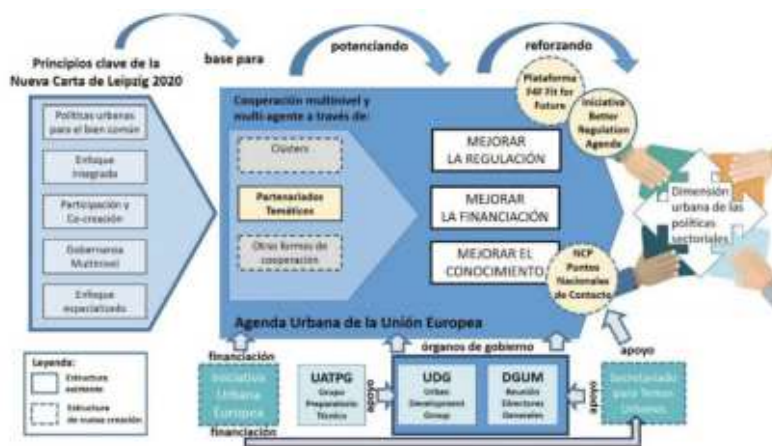 base para
potenciando
reforzando
Principios clave de la
Nueva Carta de Leipzig 2020
Políticas urbanas
para el bien común
Enfoque
integrado
Participación y
Co-creación
Gobernanza
Multinivel
Enfoque
especializado
Cooperación multinivel y
multi-agente a través de:
Clústers
Partenariados
Temáticos
Otras formas de
cooperación
MEJORAR
LA REGULACIÓN
MEJORAR
LA FINANCIACIÓN
MEJORAR EL
CONOCIMIENTO
Plataforma
F4F Fit for
Future
Iniciativa
Better
Regulation
Agenda
NCP
Puntos
Nacionales
de Contacto
Dimensión
urbana de las
políticas
sectoriales
Agenda Urbana de la Unión Europea
Leyenda:
Estructura
existente
Estructura
de nueva creación
financiación
Iniciativa
Urbana
Europea
financiación
UATPG
Grupo
Preparatorio
Técnico
apoyo
órganos de gobierno
UDG
Urban
Development
Group
DGUM
Reunión
Directores
Generales
apoyo
apoyo
Secretariado
para Temas
Urbanos